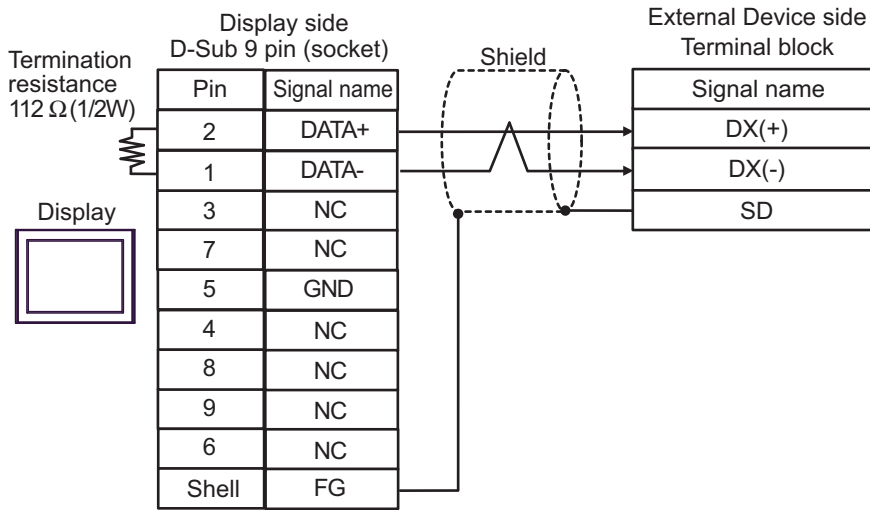 Display side
D-Sub 9 pin (socket)
External Device side
Terminal block
Termination
resistance
112 Ω(1/2W)
Shield
Pin Signal name
Signal name
2 DATA+
DX(+)
1 DATA-
DX(-)
Display
3 NC
SD
7 NC
5 GND
4 NC
8 NC
9 NC
6 NC
Shell FG